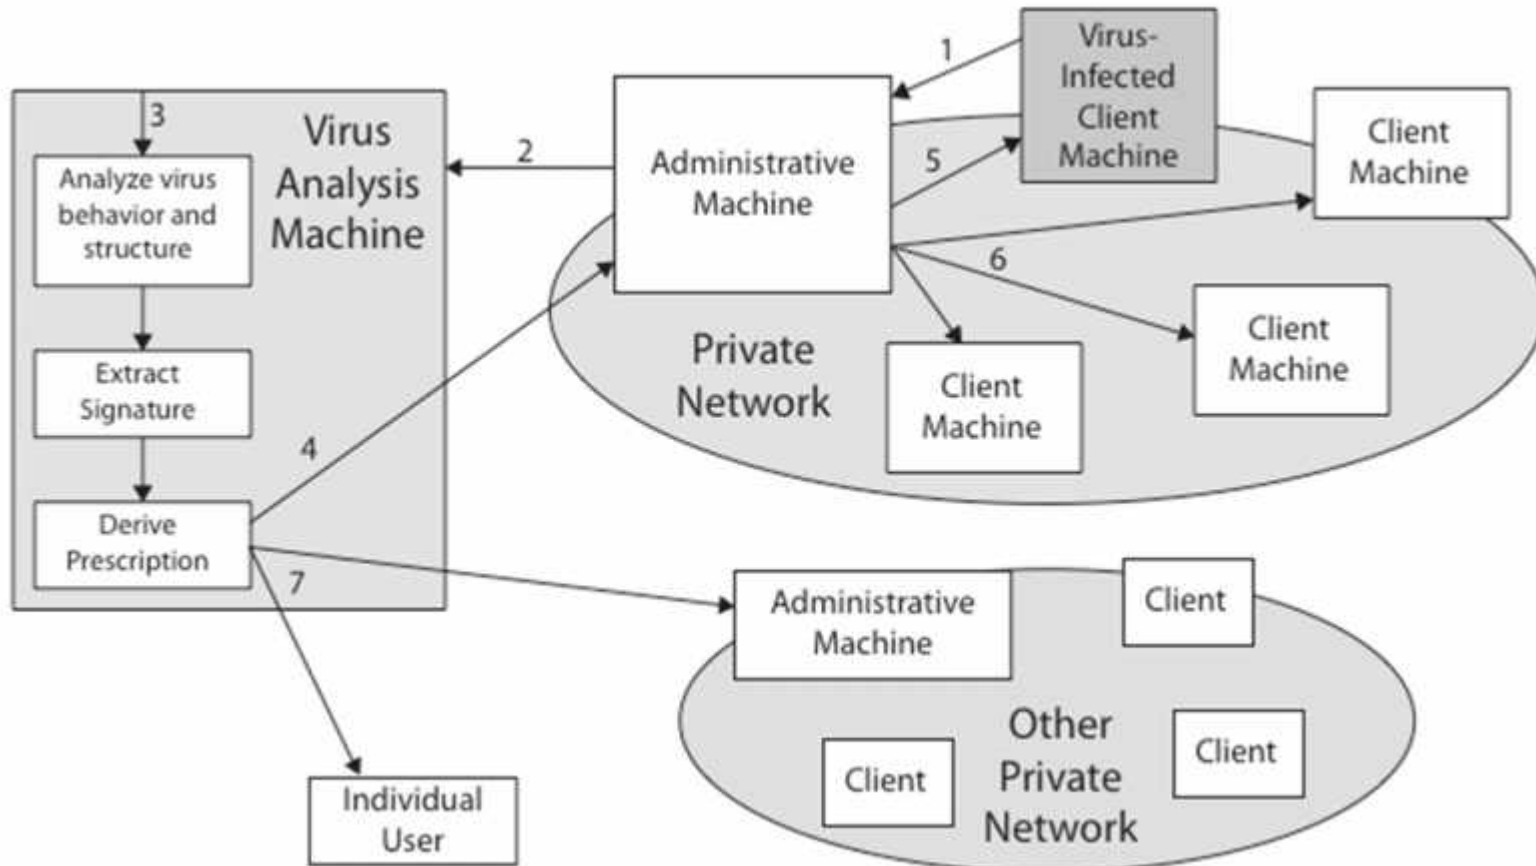 1
Virus-
Infected
Client
Machine
3
Virus
Analysis
Machine
Analyze virus
behavior and
structure
2
Administrative
Machine
5
Client
Machine
6
Client
Machine
Private
Network
Client
Machine
Extract
Signature
4
Derive
Prescription
7
Administrative
Machine
Client
Other
Private
Network
Client
Client
Individual
User